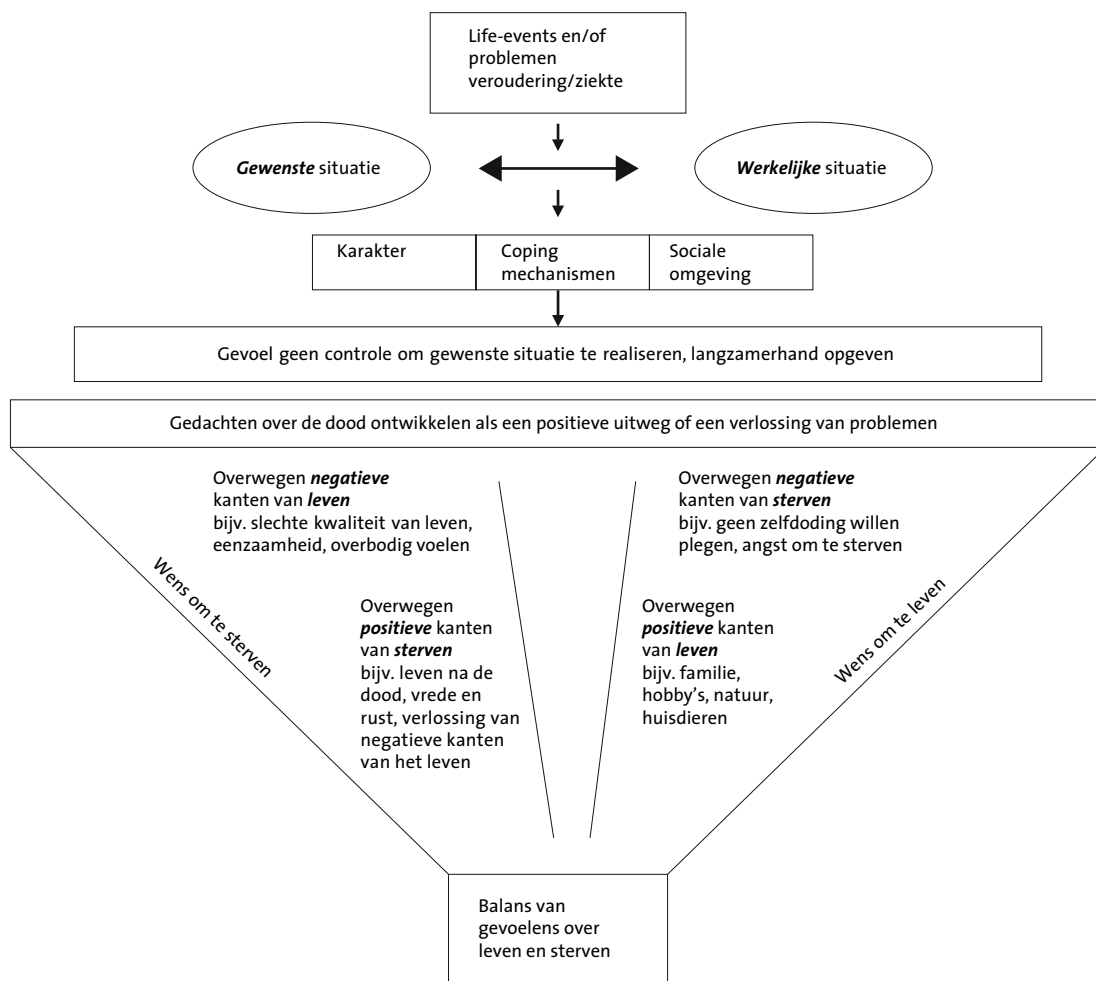 Life-events en/of
problemen
veroudering/ziekte
Gewenste situatie
Werkelijke situatie
Karakter
Coping
mechanismen
Sociale
omgeving
Gevoel geen controle om gewenste situatie te realiseren, langzamerhand opgeven
Gedachten over de dood ontwikkelen als een positieve uitweg of een verlossing van problemen
Overwegen negatieve
kanten van leven
bijv. slechte kwaliteit van leven,
eenzaamheid, overbodig voelen
Overwegen negatieve
kanten van sterven
bijv. geen zelfdoding willen
plegen, angst om te sterven
Wens om te sterven
Overwegen
positieve kanten
van sterven
bijv. leven na de
dood, vrede en
rust, verlossing van
negatieve kanten
van het leven
Overwegen
positieve kanten
van leven
bijv. familie,
hobby’s, natuur,
huisdieren
Wens om te leven
Balans van
gevoelens over
leven en sterven